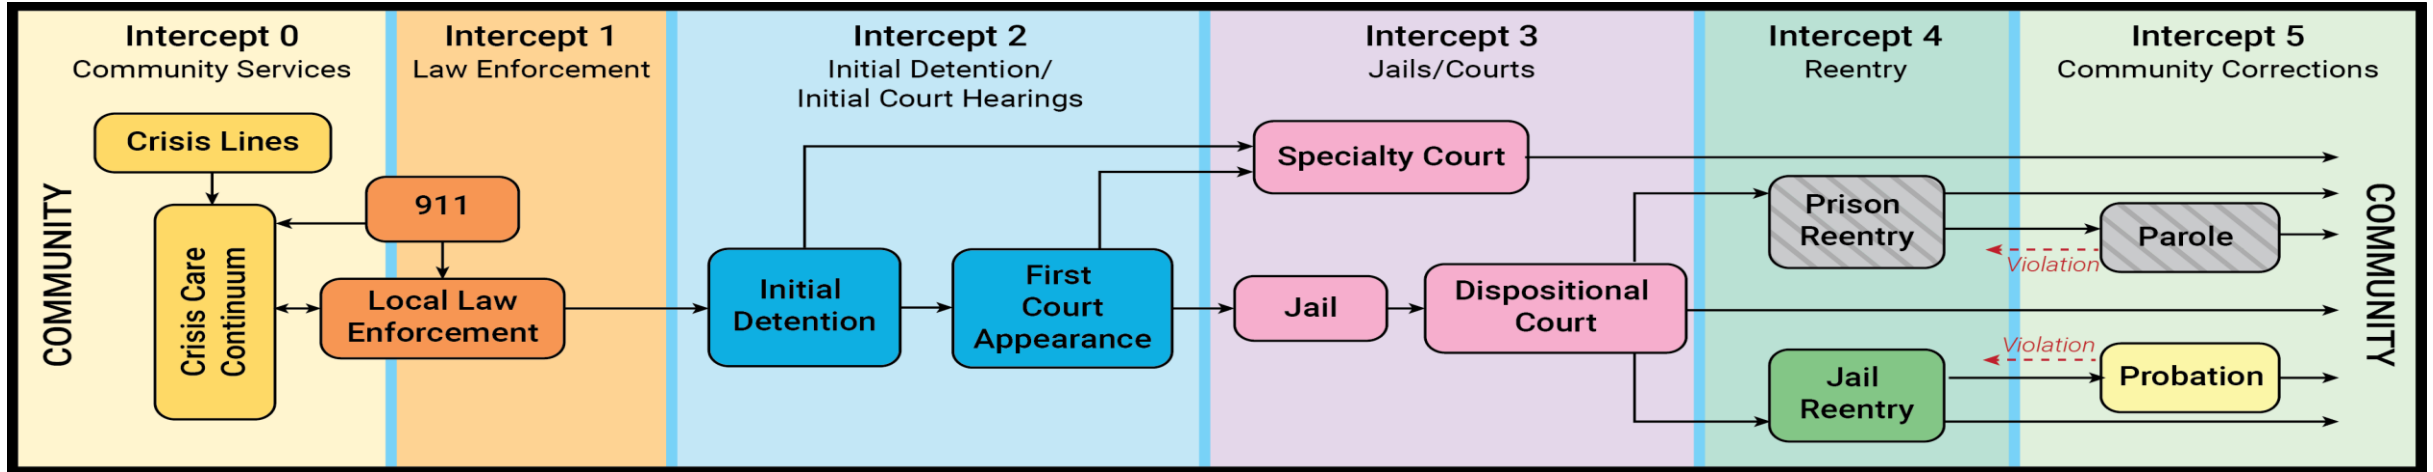 Intercept 0
Community Services
Intercept 1
Law Enforcement
Intercept 2
Initial Detention/
Initial Court Hearings
Intercept 3
Jails/Courts
Intercept 4
Reentry
Intercept 5
Community Corrections
COMMUNITY
Crisis Lines
Crisis Care
Continuum
911
Local Law
Enforcement
Initial
Detention
First
Court
Appearance
Specialty Court
Jail
Dispositional
Court
Prison
Reentry
Jail
Reentry
Parole
Violation
Violation
Probation
COMMUNITY